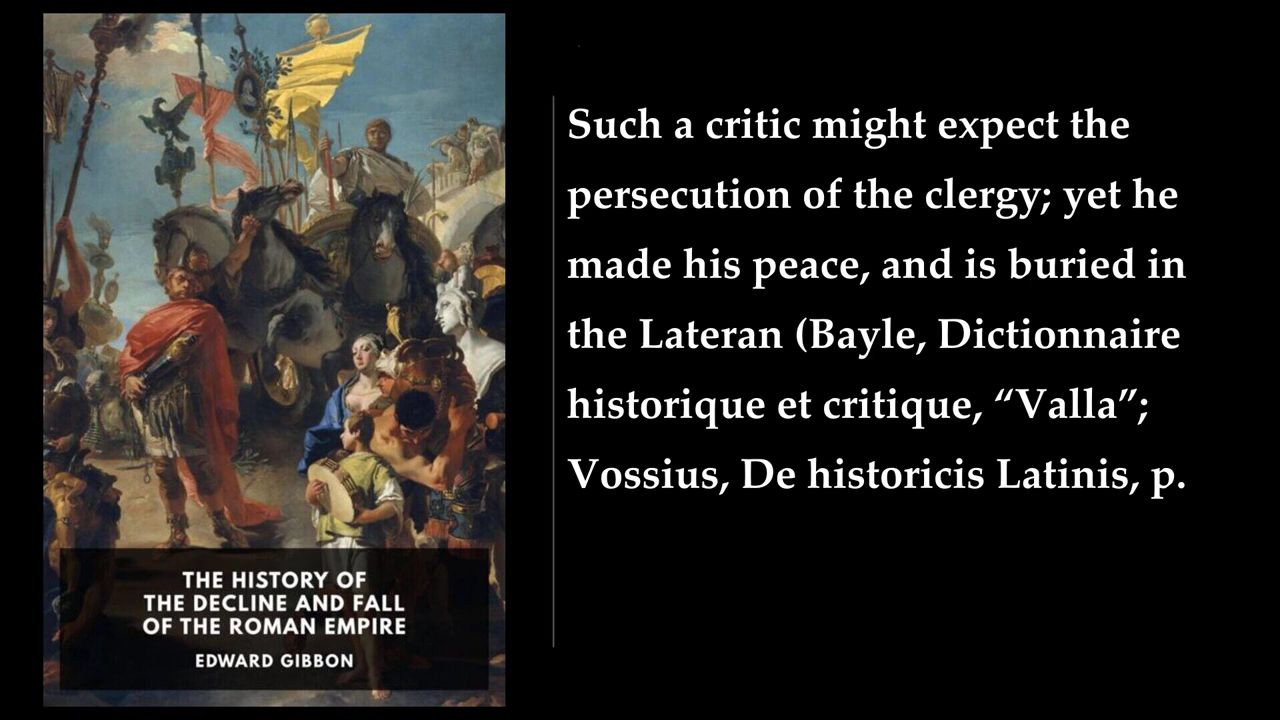 Such a critic might expect the
persecution of the clergy; yet he
made his peace, and is buried in
the Lateran (Bayle, Dictionnaire
historique et critique, “Valla”;
Vossius, De historicis Latinis, p.
THE HISTORY OF
THE DECLINE AND FALL
OF THE ROMAN EMPIRE
EDWARD GIBBON